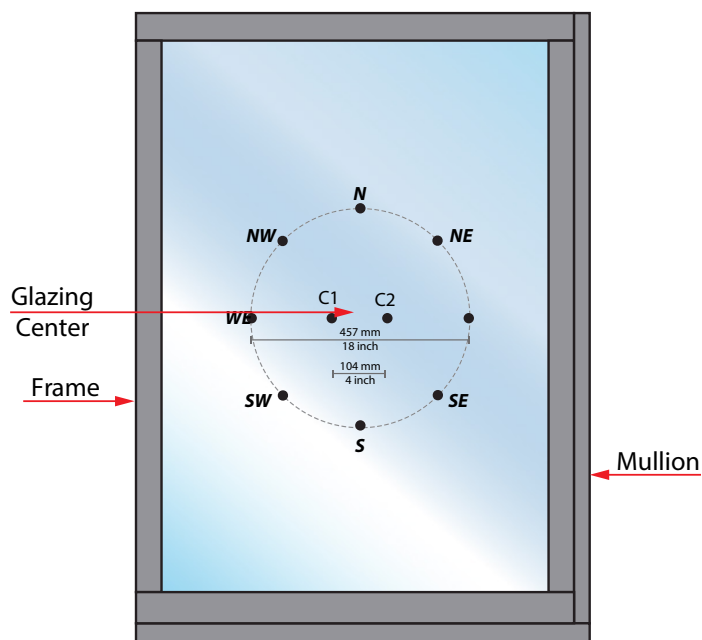 N
NW
NE
Glazing
Center
C1
C2
WE
457 mm
18 inch
104 mm
4 inch
Frame
SW
SE
S
Mullion